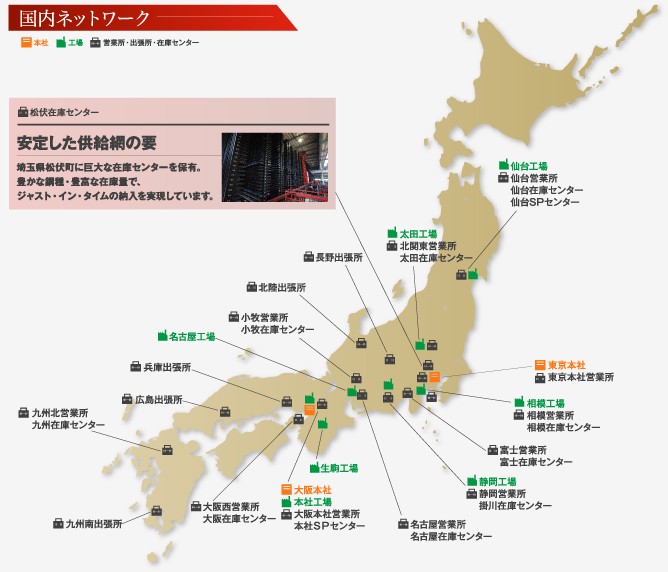 国内ネットワーク
本社 工場 営業所・出張所・在庫センター
松伏在庫センター
安定した供給網の要
埼玉県松伏町に巨大な在庫センターを保有。
豊かな鋼種・豊富な在庫量で、
ジャスト・イン・タイムの納入を実現しています。
仙台工場
仙台営業所
仙台在庫センター
仙台SPセンター
太田工場
北関東営業所
太田在庫センター
長野出張所
北陸出張所
小牧営業所
小牧在庫センター
名古屋工場
兵庫出張所
広島出張所
九州北営業所
九州在庫センター
東京本社
東京本社営業所
相模工場
相模営業所
相模在庫センター
富士営業所
富士在庫センター
静岡工場
静岡営業所
掛川在庫センター
生駒工場
大阪本社
本社工場
大阪本社営業所
本社SPセンター
大阪西営業所
大阪在庫センター
九州南出張所
名古屋営業所
名古屋在庫センター